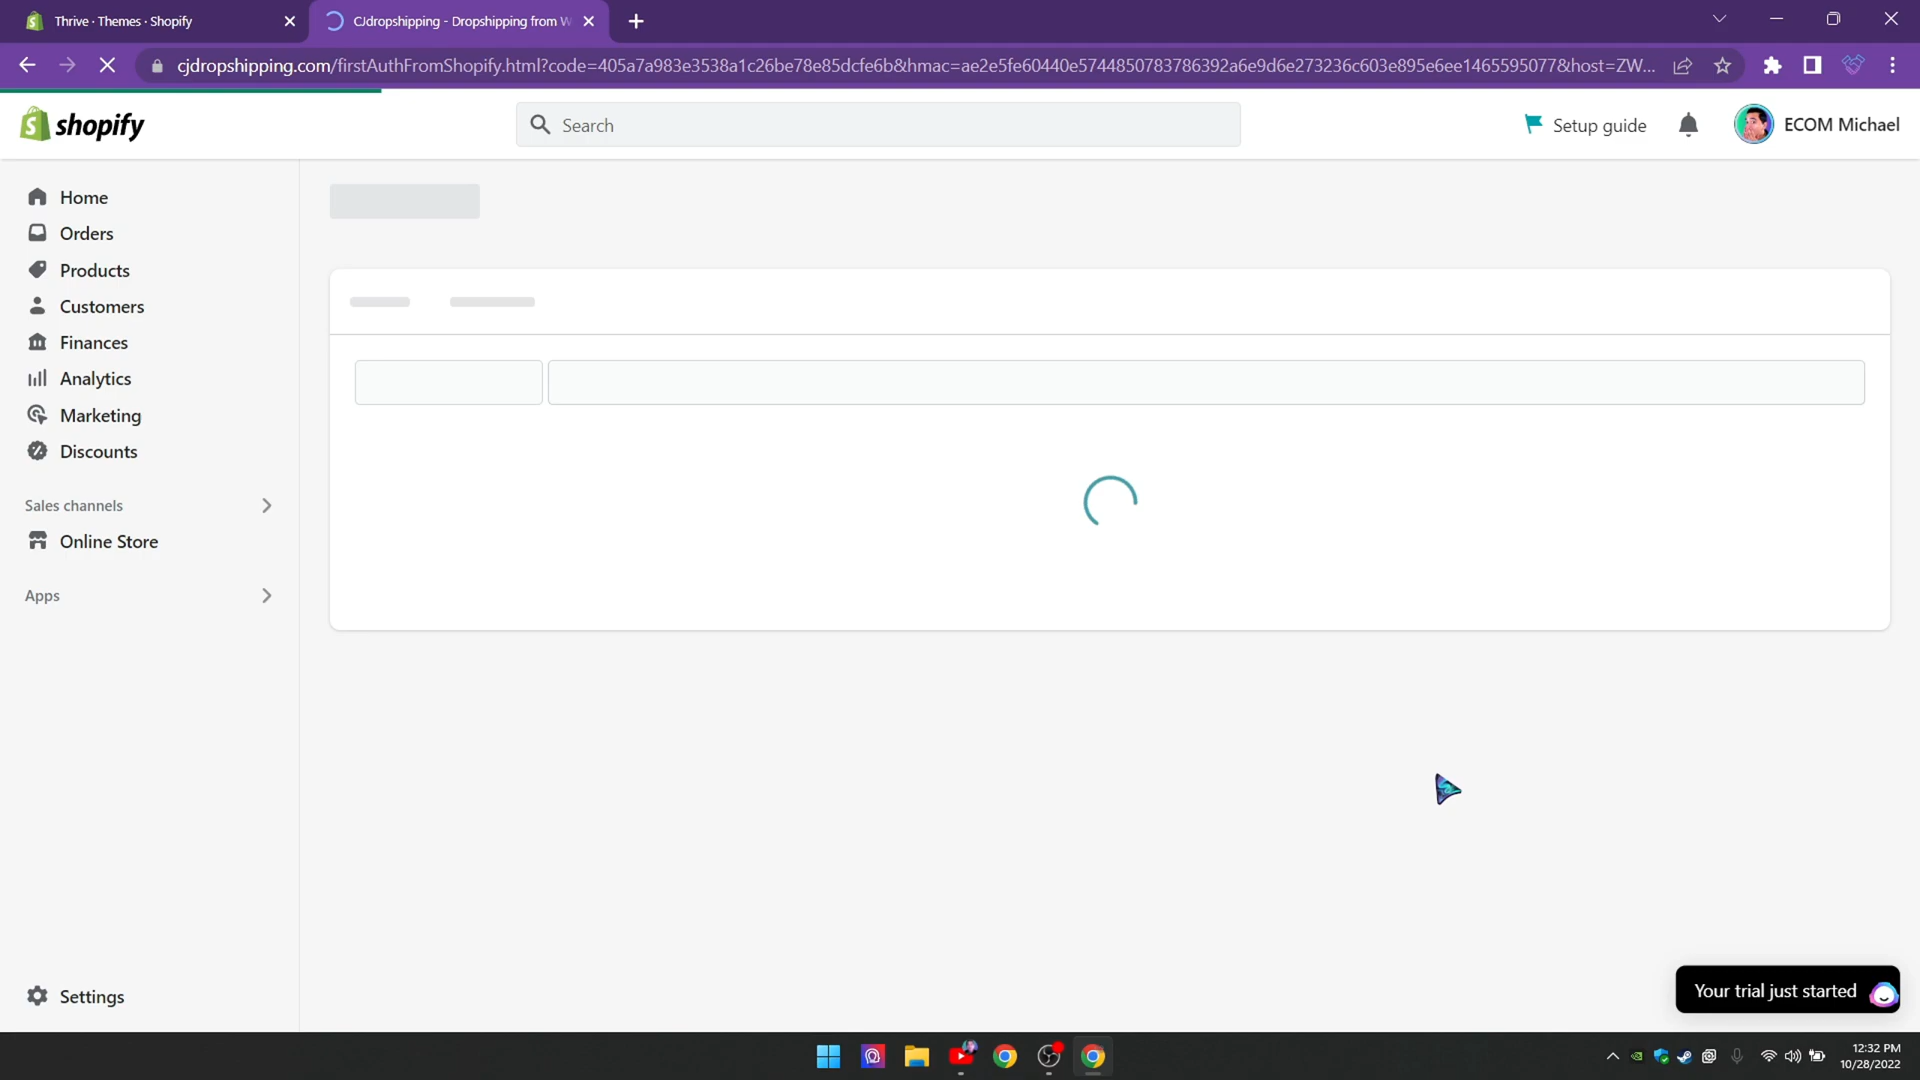 Thrive · Themes · Shopify
CJdropshipping - Dropshipping from W
cjdropshipping.com/firstAuthFromShopify.html?code=405a7a983e3538a1c26be78e85dcfe6b&hmac=ae2e5fe60440e5744850783786392a6e9d6e273236c603e895e6ee1465595077&host=ZW...
shopify
Search
Setup guide
ECOM Michael
Home
Orders
Products
Customers
Finances
Analytics
Marketing
Discounts
Sales channels
Online Store
Apps
Settings
Your trial just started
12:32 PM
10/28/2022